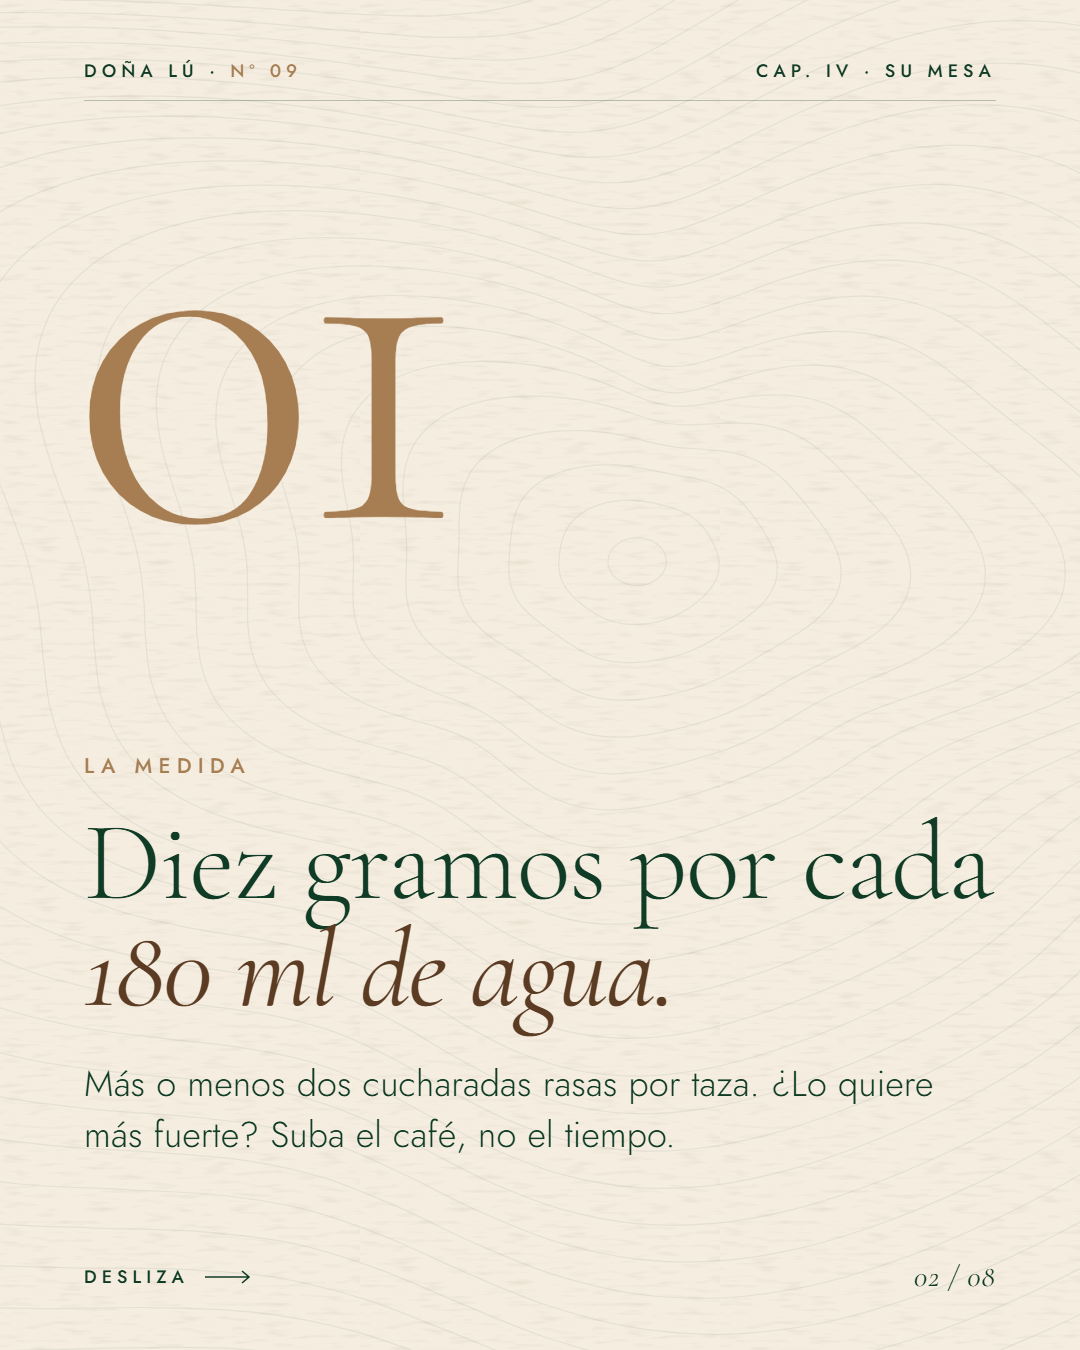 DOÑA LÚ · N° 09
CAP. IV · SU MESA
01
LA MEDIDA
Diez gramos por cada
180 ml de agua.
Más o menos dos cucharadas rasas por taza. ¿Lo quiere
más fuerte? Suba el café, no el tiempo.
DESLIZA →
02 / 08